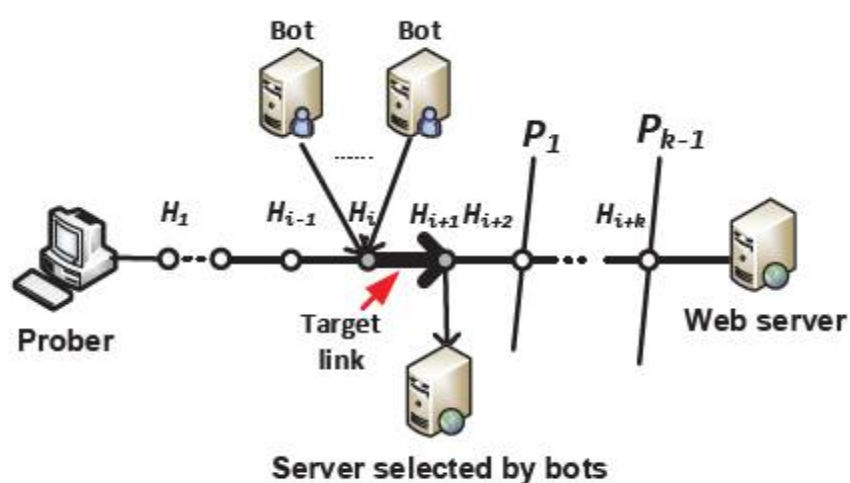 Bot Bot
P₁ Pₖ₋₁
H₁ Hᵢ₋₁ Hᵢ Hᵢ₊₁ Hᵢ₊₂ Hᵢ₊ₖ
Target
link
Prober
Web server
Server selected by bots